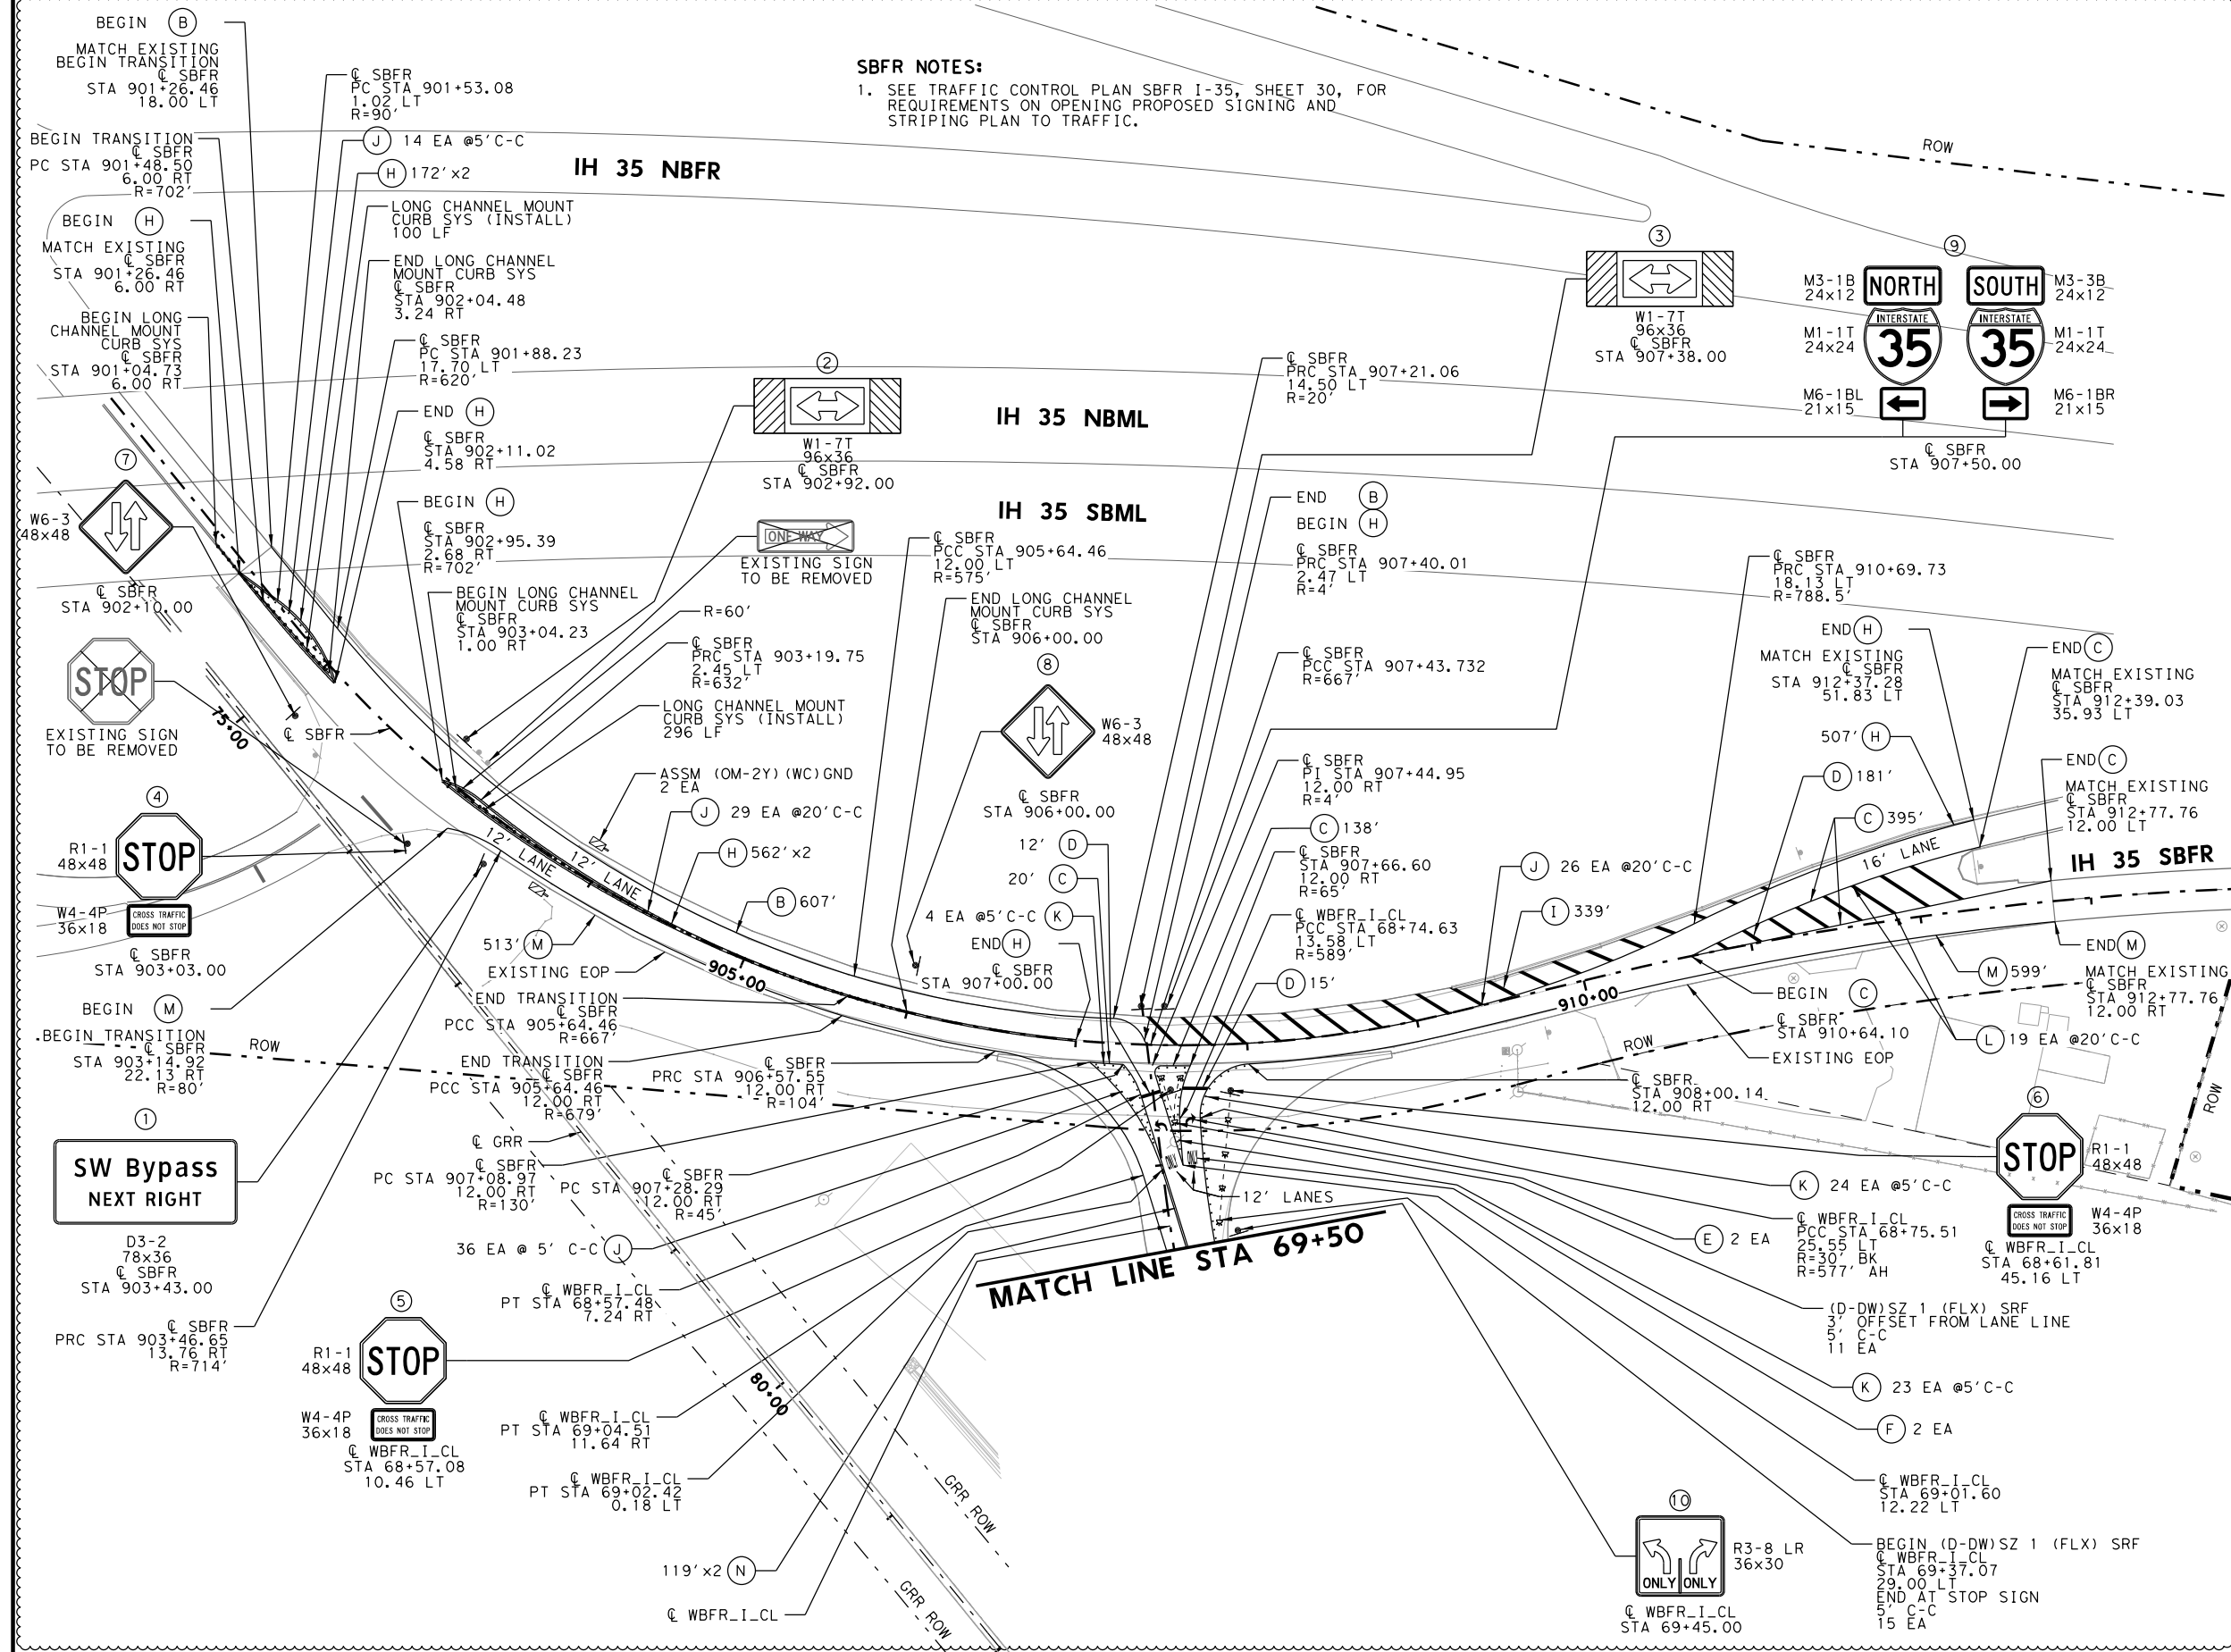 BEGIN B
MATCH EXISTING
BEGIN TRANSITION
℄ SBFR
STA 901+26.46
18.00 LT
BEGIN TRANSITION
℄ SBFR
PC STA 901+48.50
6.00 RT
R=702'
BEGIN H
MATCH EXISTING
℄ SBFR
STA 901+26.46
6.00 RT
BEGIN LONG
CHANNEL MOUNT
CURB SYS
℄ SBFR
STA 901+04.73
6.00 RT
℄ SBFR
PC STA 901+53.08
1.02 LT
R=90'
J 14 EA @5'C-C
H 172'x2
LONG CHANNEL MOUNT
CURB SYS (INSTALL)
100 LF
END LONG CHANNEL
MOUNT CURB SYS
℄ SBFR
STA 902+04.48
3.24 RT
℄ SBFR
PC STA 901+88.23
17.70 LT
R=620'
END H
℄ SBFR
STA 902+11.02
4.58 RT
BEGIN H
℄ SBFR
STA 902+95.39
2.68 RT
R=702'
BEGIN LONG CHANNEL
MOUNT CURB SYS
℄ SBFR
STA 903+04.23
1.00 RT
SBFR NOTES:
1. SEE TRAFFIC CONTROL PLAN SBFR I-35, SHEET 30, FOR
REQUIREMENTS ON OPENING PROPOSED SIGNING AND
STRIPING PLAN TO TRAFFIC.
IH 35 NBFR
IH 35 NBML
IH 35 SBML
ROW
2
W1-7T
96x36
℄ SBFR
STA 902+92.00
ONE WAY
EXISTING SIGN
TO BE REMOVED
R=60'
℄ SBFR
PRC STA 903+19.75
2.45 LT
R=632'
LONG CHANNEL MOUNT
CURB SYS (INSTALL)
296 LF
ASSM (OM-2Y)(WC)GND
2 EA
J 29 EA @20'C-C
H 562'x2
B 607'
3
W1-7T
96x36
℄ SBFR
STA 907+38.00
9
M3-1B
24x12
NORTH
SOUTH
M3-3B
24x12
M1-1T
24x24
INTERSTATE
35
INTERSTATE
35
M1-1T
24x24
M6-1BL
21x15
M6-1BR
21x15
℄ SBFR
STA 907+50.00
℄ SBFR
PRC STA 907+21.06
14.50 LT
R=20'
END B
BEGIN H
℄ SBFR
PRC STA 907+40.01
2.47 LT
R=4'
℄ SBFR
PCC STA 905+64.46
12.00 LT
R=575'
END LONG CHANNEL
MOUNT CURB SYS
℄ SBFR
STA 906+00.00
8
W6-3
48x48
℄ SBFR
STA 906+00.00
℄ SBFR
PCC STA 907+43.732
R=667'
℄ SBFR
PI STA 907+44.95
12.00 RT
R=4'
C 138'
℄ SBFR
STA 907+66.60
12.00 RT
R=65'
℄ WBFR_I_CL
PCC STA 68+74.63
13.58 LT
R=589'
D 15'
12' D
20' C
4 EA @5'C-C K
END H
℄ SBFR
STA 907+00.00
℄ SBFR
PRC STA 910+69.73
18.13 LT
R=788.5'
END H
MATCH EXISTING
℄ SBFR
STA 912+37.28
51.83 LT
END C
MATCH EXISTING
℄ SBFR
STA 912+39.03
35.93 LT
507' H
D 181'
C 395'
END C
MATCH EXISTING
℄ SBFR
STA 912+77.76
12.00 LT
16' LANE
IH 35 SBFR
J 26 EA @20'C-C
I 339'
910+00
END M
MATCH EXISTING
℄ SBFR
STA 912+77.76
12.00 RT
M 599'
BEGIN C
℄ SBFR
STA 910+64.10
L 19 EA @20'C-C
EXISTING EOP
ROW
℄ SBFR
STA 908+00.14
12.00 RT
ROW
7
W6-3
48x48
℄ SBFR
STA 902+10.00
STOP
EXISTING SIGN
TO BE REMOVED
75+00
℄ SBFR
4
R1-1
48x48
STOP
W4-4P
36x18
CROSS TRAFFIC
DOES NOT STOP
℄ SBFR
STA 903+03.00
12' LANE
12' LANE
905+00
513' M
EXISTING EOP
BEGIN M
BEGIN TRANSITION
℄ SBFR
STA 903+14.92
22.13 RT
R=80'
ROW
END TRANSITION
℄ SBFR
PCC STA 905+64.46
R=667'
END TRANSITION
℄ SBFR
PCC STA 905+64.46
12.00 RT
R=679'
℄ SBFR
PRC STA 906+57.55
12.00 RT
R=104'
1
SW Bypass
NEXT RIGHT
D3-2
78x36
℄ SBFR
STA 903+43.00
℄ SBFR
PRC STA 903+46.65
13.76 RT
R=714'
℄ GRR
℄ SBFR
PC STA 907+08.97
12.00 RT
R=130'
℄ SBFR
PC STA 907+28.29
12.00 RT
R=45'
36 EA @ 5' C-C J
℄ WBFR_I_CL
PT STA 68+57.48
7.24 RT
5
R1-1
48x48
STOP
W4-4P
36x18
CROSS TRAFFIC
DOES NOT STOP
℄ WBFR_I_CL
STA 68+57.08
10.46 LT
℄ WBFR_I_CL
PT STA 69+04.51
11.64 RT
℄ WBFR_I_CL
PT STA 69+02.42
0.18 LT
80+00
GRR ROW
GRR ROW
119'x2 N
℄ WBFR_I_CL
ONLY
ONLY
12' LANES
MATCH LINE STA 69+50
6
STOP
R1-1
48x48
CROSS TRAFFIC
DOES NOT STOP
W4-4P
36x18
℄ WBFR_I_CL
STA 68+61.81
45.16 LT
K 24 EA @5'C-C
℄ WBFR_I_CL
PCC STA 68+75.51
25.55 LT
R=30' BK
R=577' AH
E 2 EA
(D-DW)SZ 1 (FLX) SRF
3' OFFSET FROM LANE LINE
5' C-C
11 EA
K 23 EA @5'C-C
F 2 EA
℄ WBFR_I_CL
STA 69+01.60
12.22 LT
BEGIN (D-DW)SZ 1 (FLX) SRF
℄ WBFR_I_CL
STA 69+37.07
29.00 LT
END AT STOP SIGN
5' C-C
15 EA
10
ONLY ONLY
R3-8 LR
36x30
℄ WBFR_I_CL
STA 69+45.00